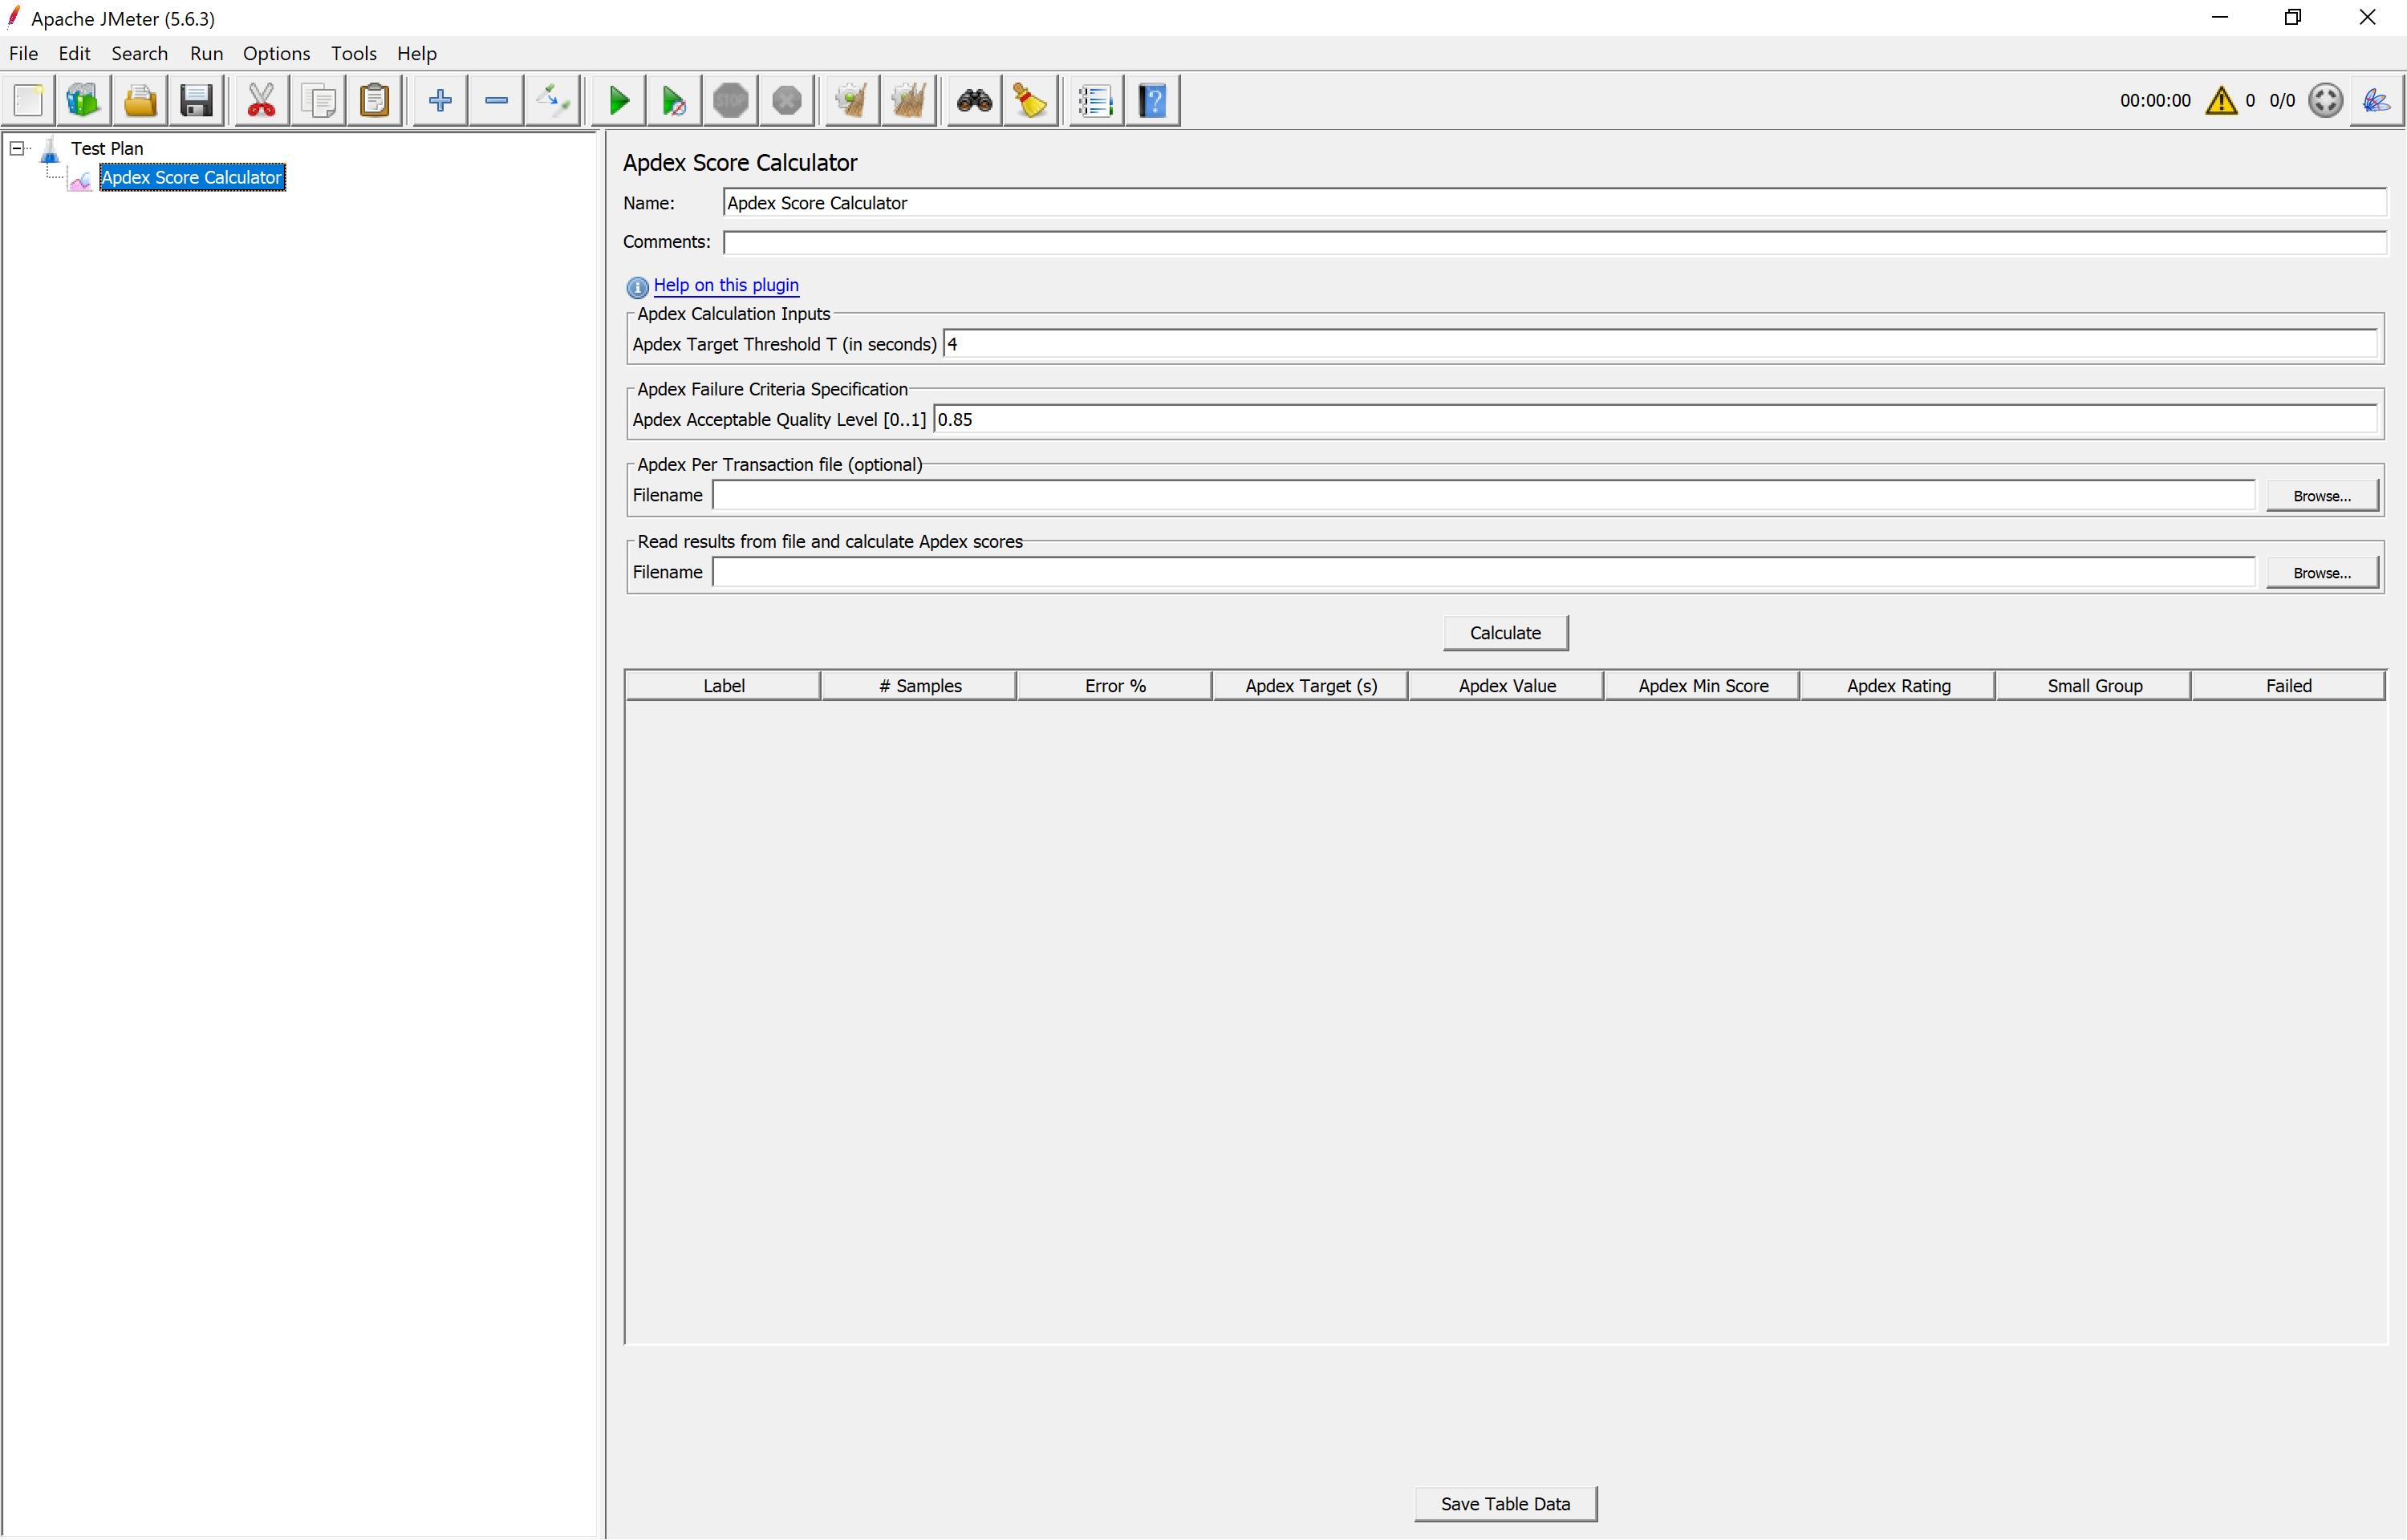 Apache JMeter (5.6.3)
File Edit Search Run Options Tools Help
STOP
00:00:00 0 0/0
Test Plan
Apdex Score Calculator
Apdex Score Calculator
Name: Apdex Score Calculator
Comments:
Help on this plugin
Apdex Calculation Inputs
Apdex Target Threshold T (in seconds) 4
Apdex Failure Criteria Specification
Apdex Acceptable Quality Level [0..1] 0.85
Apdex Per Transaction file (optional)
Filename Browse...
Read results from file and calculate Apdex scores
Filename Browse...
Calculate
Label # Samples Error % Apdex Target (s) Apdex Value Apdex Min Score Apdex Rating Small Group Failed
Save Table Data